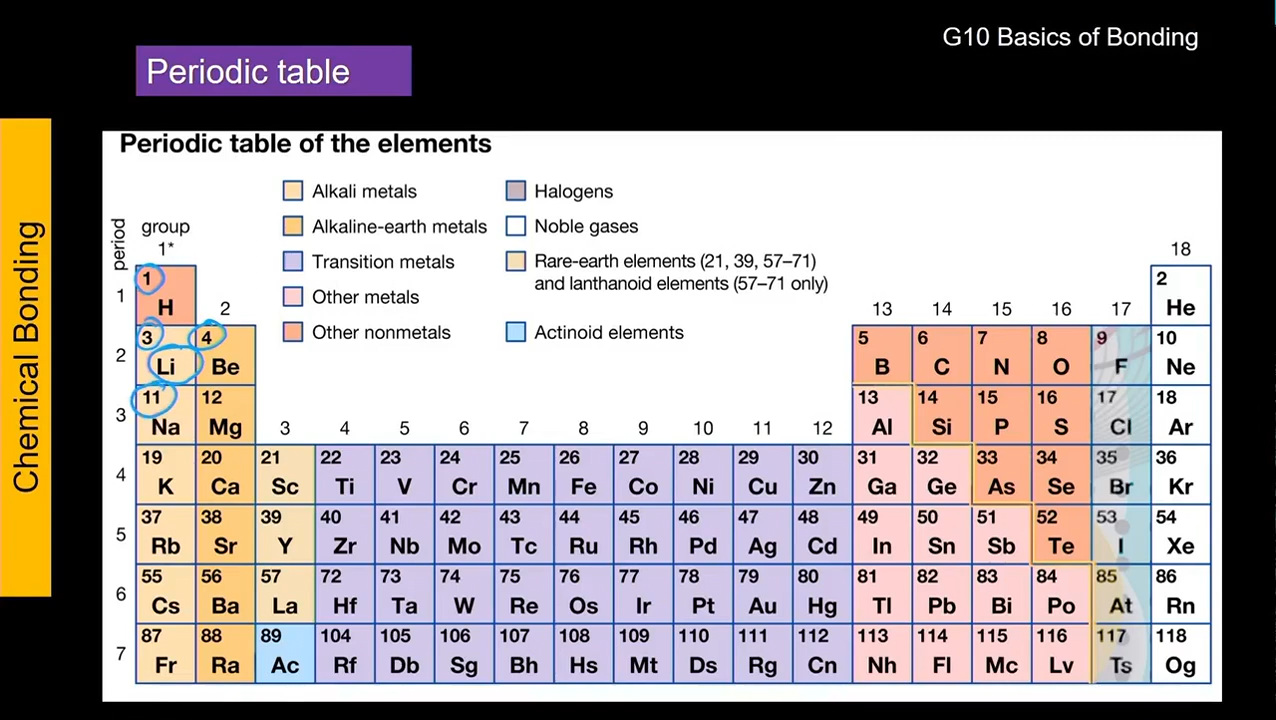 G10 Basics of Bonding
Periodic table
Chemical Bonding
Periodic table of the elements
Alkali metals
Alkaline-earth metals
Transition metals
Other metals
Other nonmetals
Halogens
Noble gases
Rare-earth elements (21, 39, 57–71)
and lanthanoid elements (57–71 only)
Actinoid elements
period
group
1* 18
1 1 2
H He
2 13 14 15 16 17
2 3 4 5 6 7 8 9 10
Li Be B C N O F Ne
3 11 12 13 14 15 16 17 18
Na Mg Al Si P S Cl Ar
3 4 5 6 7 8 9 10 11 12
4 19 20 21 22 23 24 25 26 27 28 29 30 31 32 33 34 35 36
K Ca Sc Ti V Cr Mn Fe Co Ni Cu Zn Ga Ge As Se Br Kr
5 37 38 39 40 41 42 43 44 45 46 47 48 49 50 51 52 53 54
Rb Sr Y Zr Nb Mo Tc Ru Rh Pd Ag Cd In Sn Sb Te I Xe
6 55 56 57 72 73 74 75 76 77 78 79 80 81 82 83 84 85 86
Cs Ba La Hf Ta W Re Os Ir Pt Au Hg Tl Pb Bi Po At Rn
7 87 88 89 104 105 106 107 108 109 110 111 112 113 114 115 116 117 118
Fr Ra Ac Rf Db Sg Bh Hs Mt Ds Rg Cn Nh Fl Mc Lv Ts Og